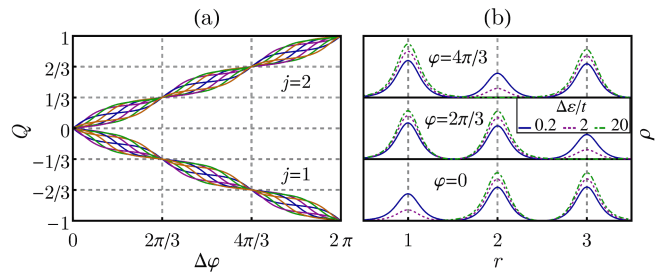 (a)
(b)
1
2/3
1/3
0
−1/3
−2/3
−1
Q
j=2
j=1
0
2π/3
4π/3
2 π
Δφ
φ=4π/3
φ=2π/3
φ=0
Δε/t
0.2 2 20
ρ
1 2 3
r